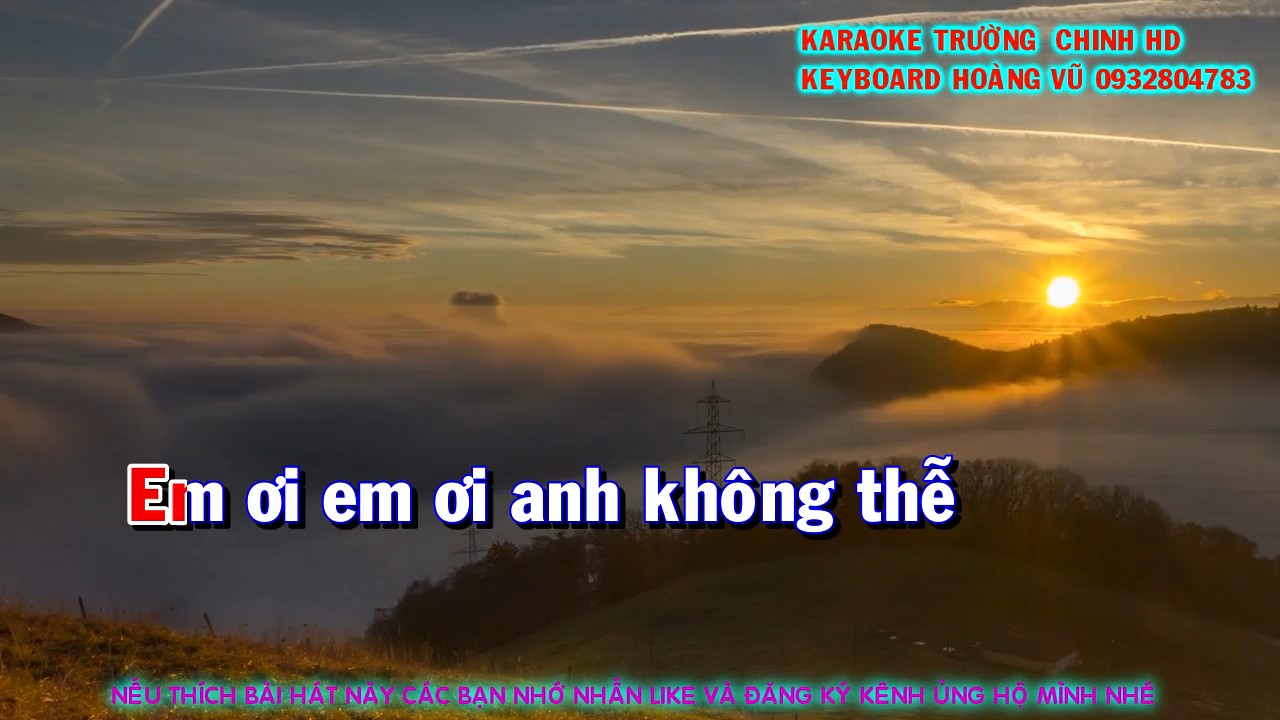 KARAOKE TRƯỜNG CHINH HD
KEYBOARD HOÀNG VŨ 0932804783
Em ơi em ơi anh không thễ
NẾU THÍCH BÀI HÁT NÀY CÁC BẠN NHỚ NHẤN LIKE VÀ ĐĂNG KÝ KÊNH ỦNG HỘ MÌNH NHÉ